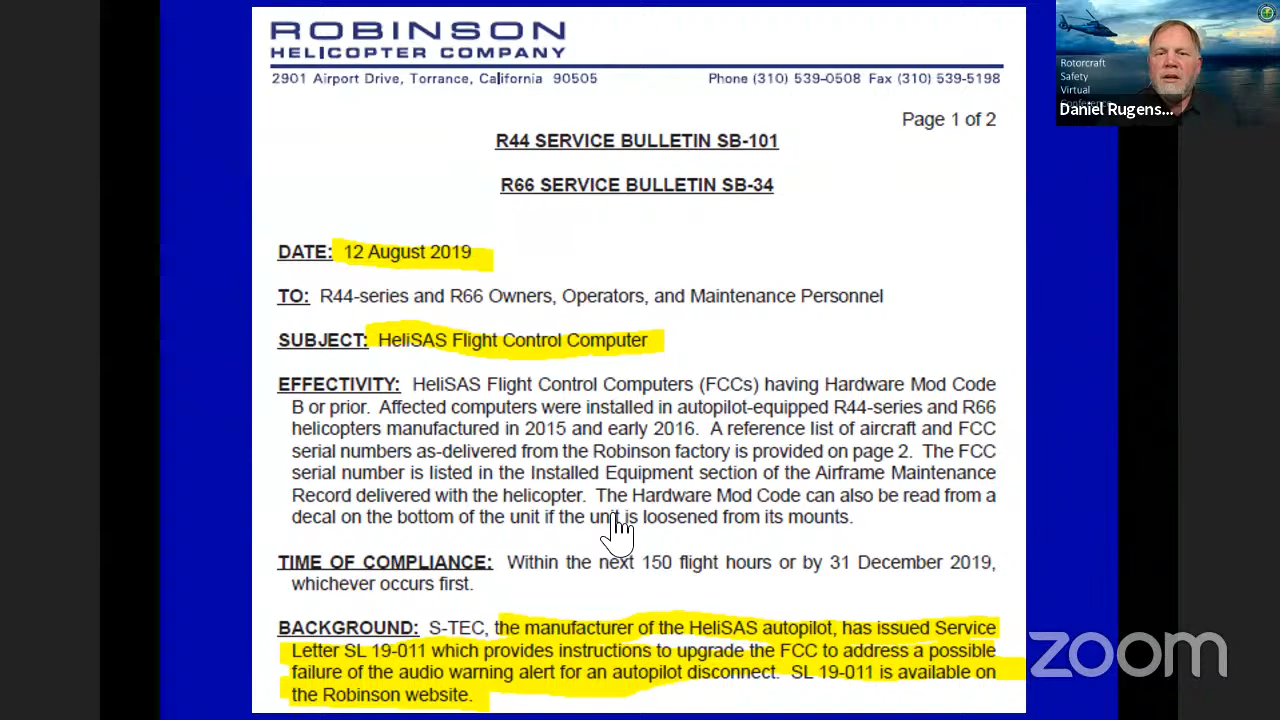 ROBINSON
HELICOPTER COMPANY
2901 Airport Drive, Torrance, California 90505
Phone (310) 539-0508 Fax (310) 539-5198
Page 1 of 2
R44 SERVICE BULLETIN SB-101
R66 SERVICE BULLETIN SB-34
DATE: 12 August 2019
TO: R44-series and R66 Owners, Operators, and Maintenance Personnel
SUBJECT: HeliSAS Flight Control Computer
EFFECTIVITY: HeliSAS Flight Control Computers (FCCs) having Hardware Mod Code
B or prior. Affected computers were installed in autopilot-equipped R44-series and R66
helicopters manufactured in 2015 and early 2016. A reference list of aircraft and FCC
serial numbers as-delivered from the Robinson factory is provided on page 2. The FCC
serial number is listed in the Installed Equipment section of the Airframe Maintenance
Record delivered with the helicopter. The Hardware Mod Code can also be read from a
decal on the bottom of the unit if the unit is loosened from its mounts.
TIME OF COMPLIANCE: Within the next 150 flight hours or by 31 December 2019,
whichever occurs first.
BACKGROUND: S-TEC, the manufacturer of the HeliSAS autopilot, has issued Service
Letter SL 19-011 which provides instructions to upgrade the FCC to address a possible
failure of the audio warning alert for an autopilot disconnect. SL 19-011 is available on
the Robinson website.
Rotorcraft
Safety
Virtual
Daniel Rugens...
zoom